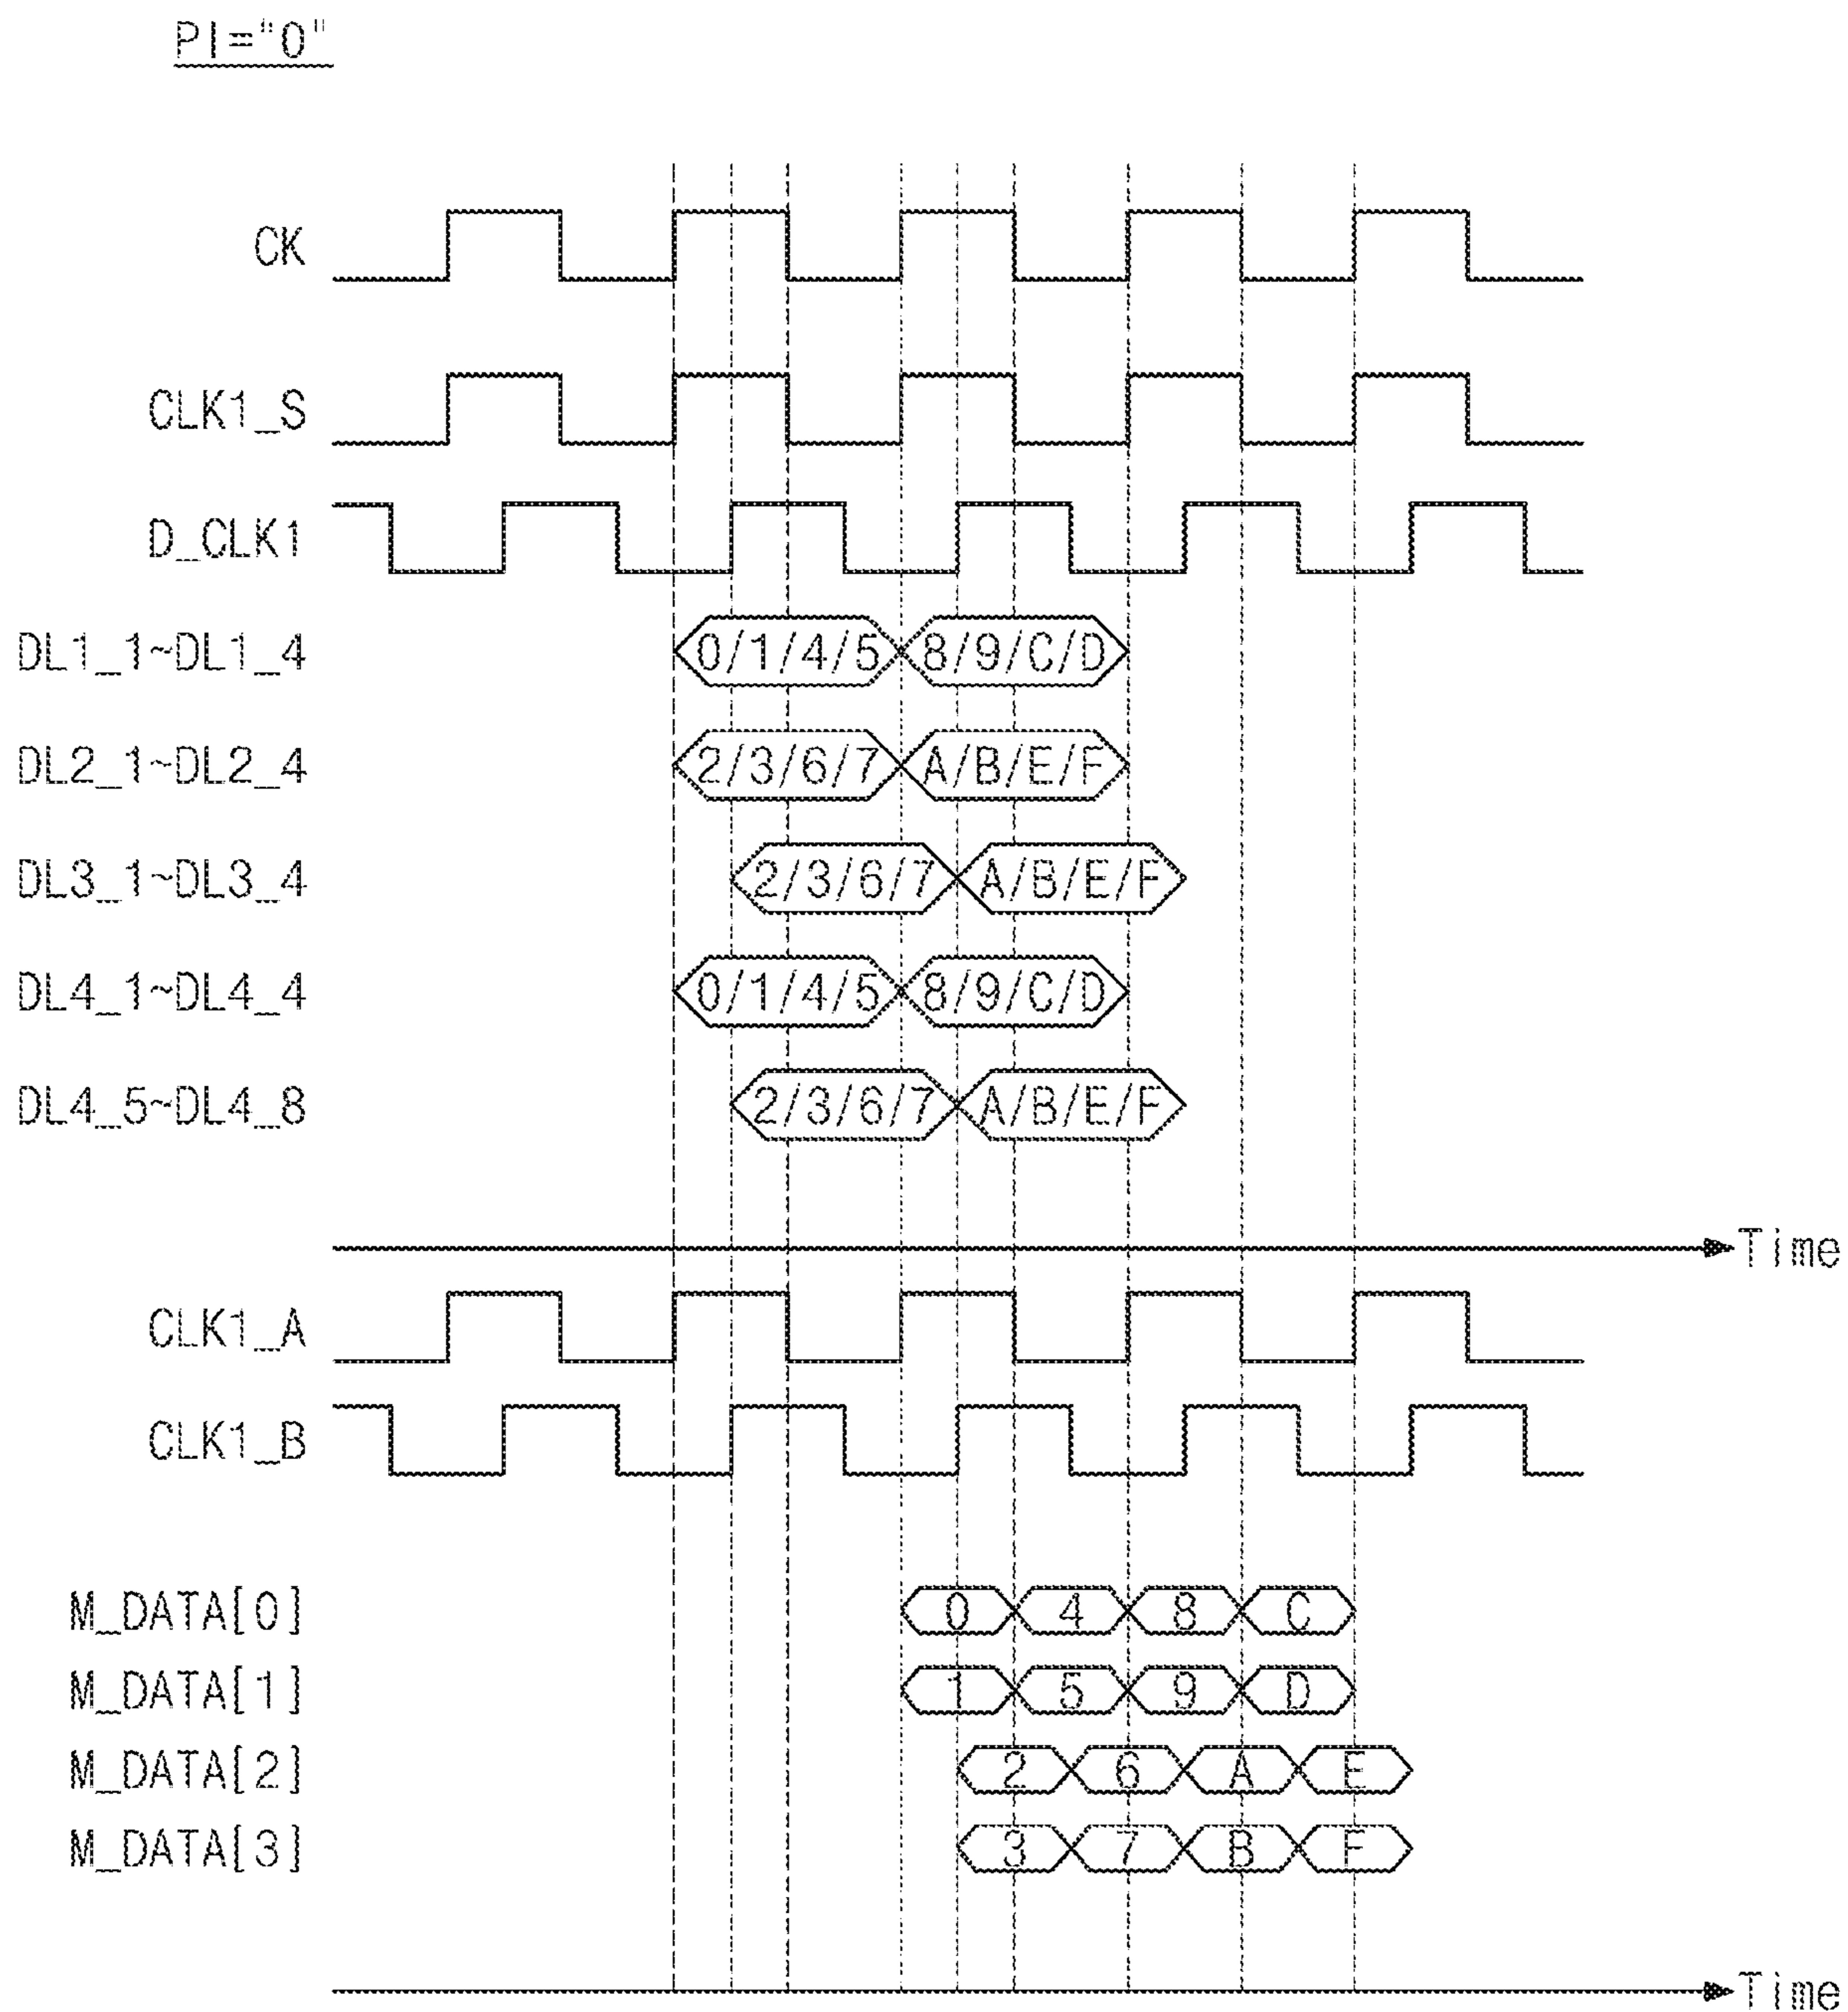 PI="0"
CK
CLK1_S
D_CLK1
DL1_1~DL1_4 0/1/4/5 8/9/C/D
DL2_1~DL2_4 2/3/6/7 A/B/E/F
DL3_1~DL3_4 2/3/6/7 A/B/E/F
DL4_1~DL4_4 0/1/4/5 8/9/C/D
DL4_5~DL4_8 2/3/6/7 A/B/E/F
Time
CLK1_A
CLK1_B
M_DATA[0] 0 4 8 C
M_DATA[1] 1 5 9 D
M_DATA[2] 2 6 A E
M_DATA[3] 3 7 B F
Time